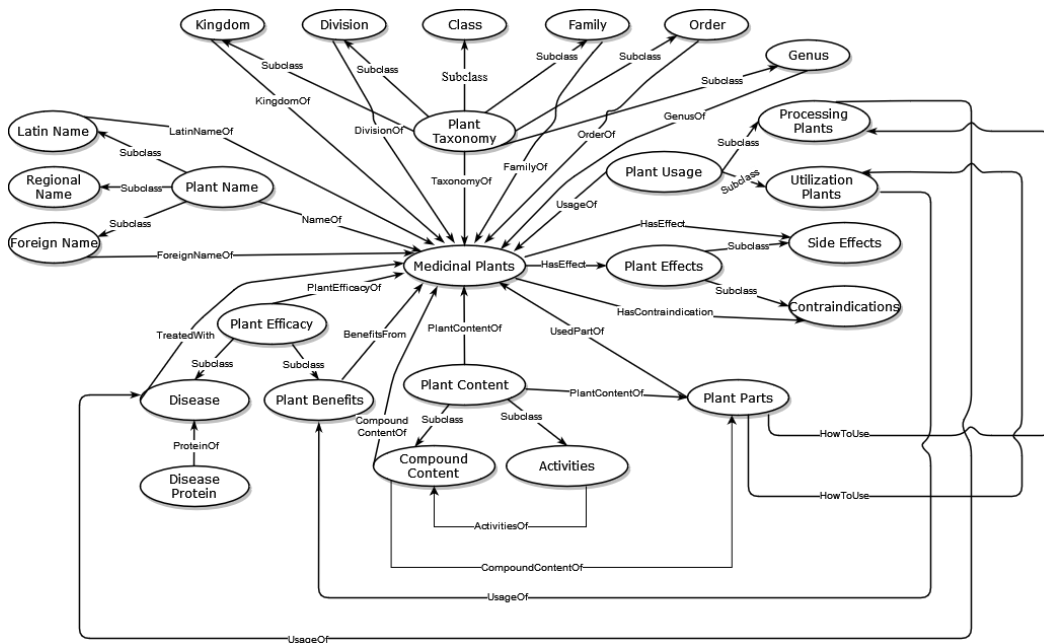 Kingdom
Division
Class
Family
Order
Genus
Subclass
Subclass
Subclass
Subclass
Subclass
Subclass
KingdomOf
DivisionOf
Plant
Taxonomy
OrderOf
GenusOf
FamilyOf
TaxonomyOf
Processing
Plants
Latin Name
LatinNameOf
Subclass
Subclass
Regional
Name
Subclass
Plant Name
Plant Usage
Subclass
Utilization
Plants
UsageOf
Subclass
NameOf
Foreign Name
ForeignNameOf
HasEffect
Side Effects
Subclass
Medicinal Plants
HasEffect
Plant Effects
PlantEfficacyOf
Subclass
Contraindications
HasContraindication
Plant Efficacy
TreatedWith
BenefitsFrom
PlantContentOf
UsedPartOf
Subclass
Subclass
Disease
Plant Benefits
Plant Content
PlantContentOf
Plant Parts
Compound
ContentOf
Subclass
Subclass
ProteinOf
HowToUse
Compound
Content
Activities
Disease
Protein
HowToUse
ActivitiesOf
CompoundContentOf
UsageOf
UsageOf